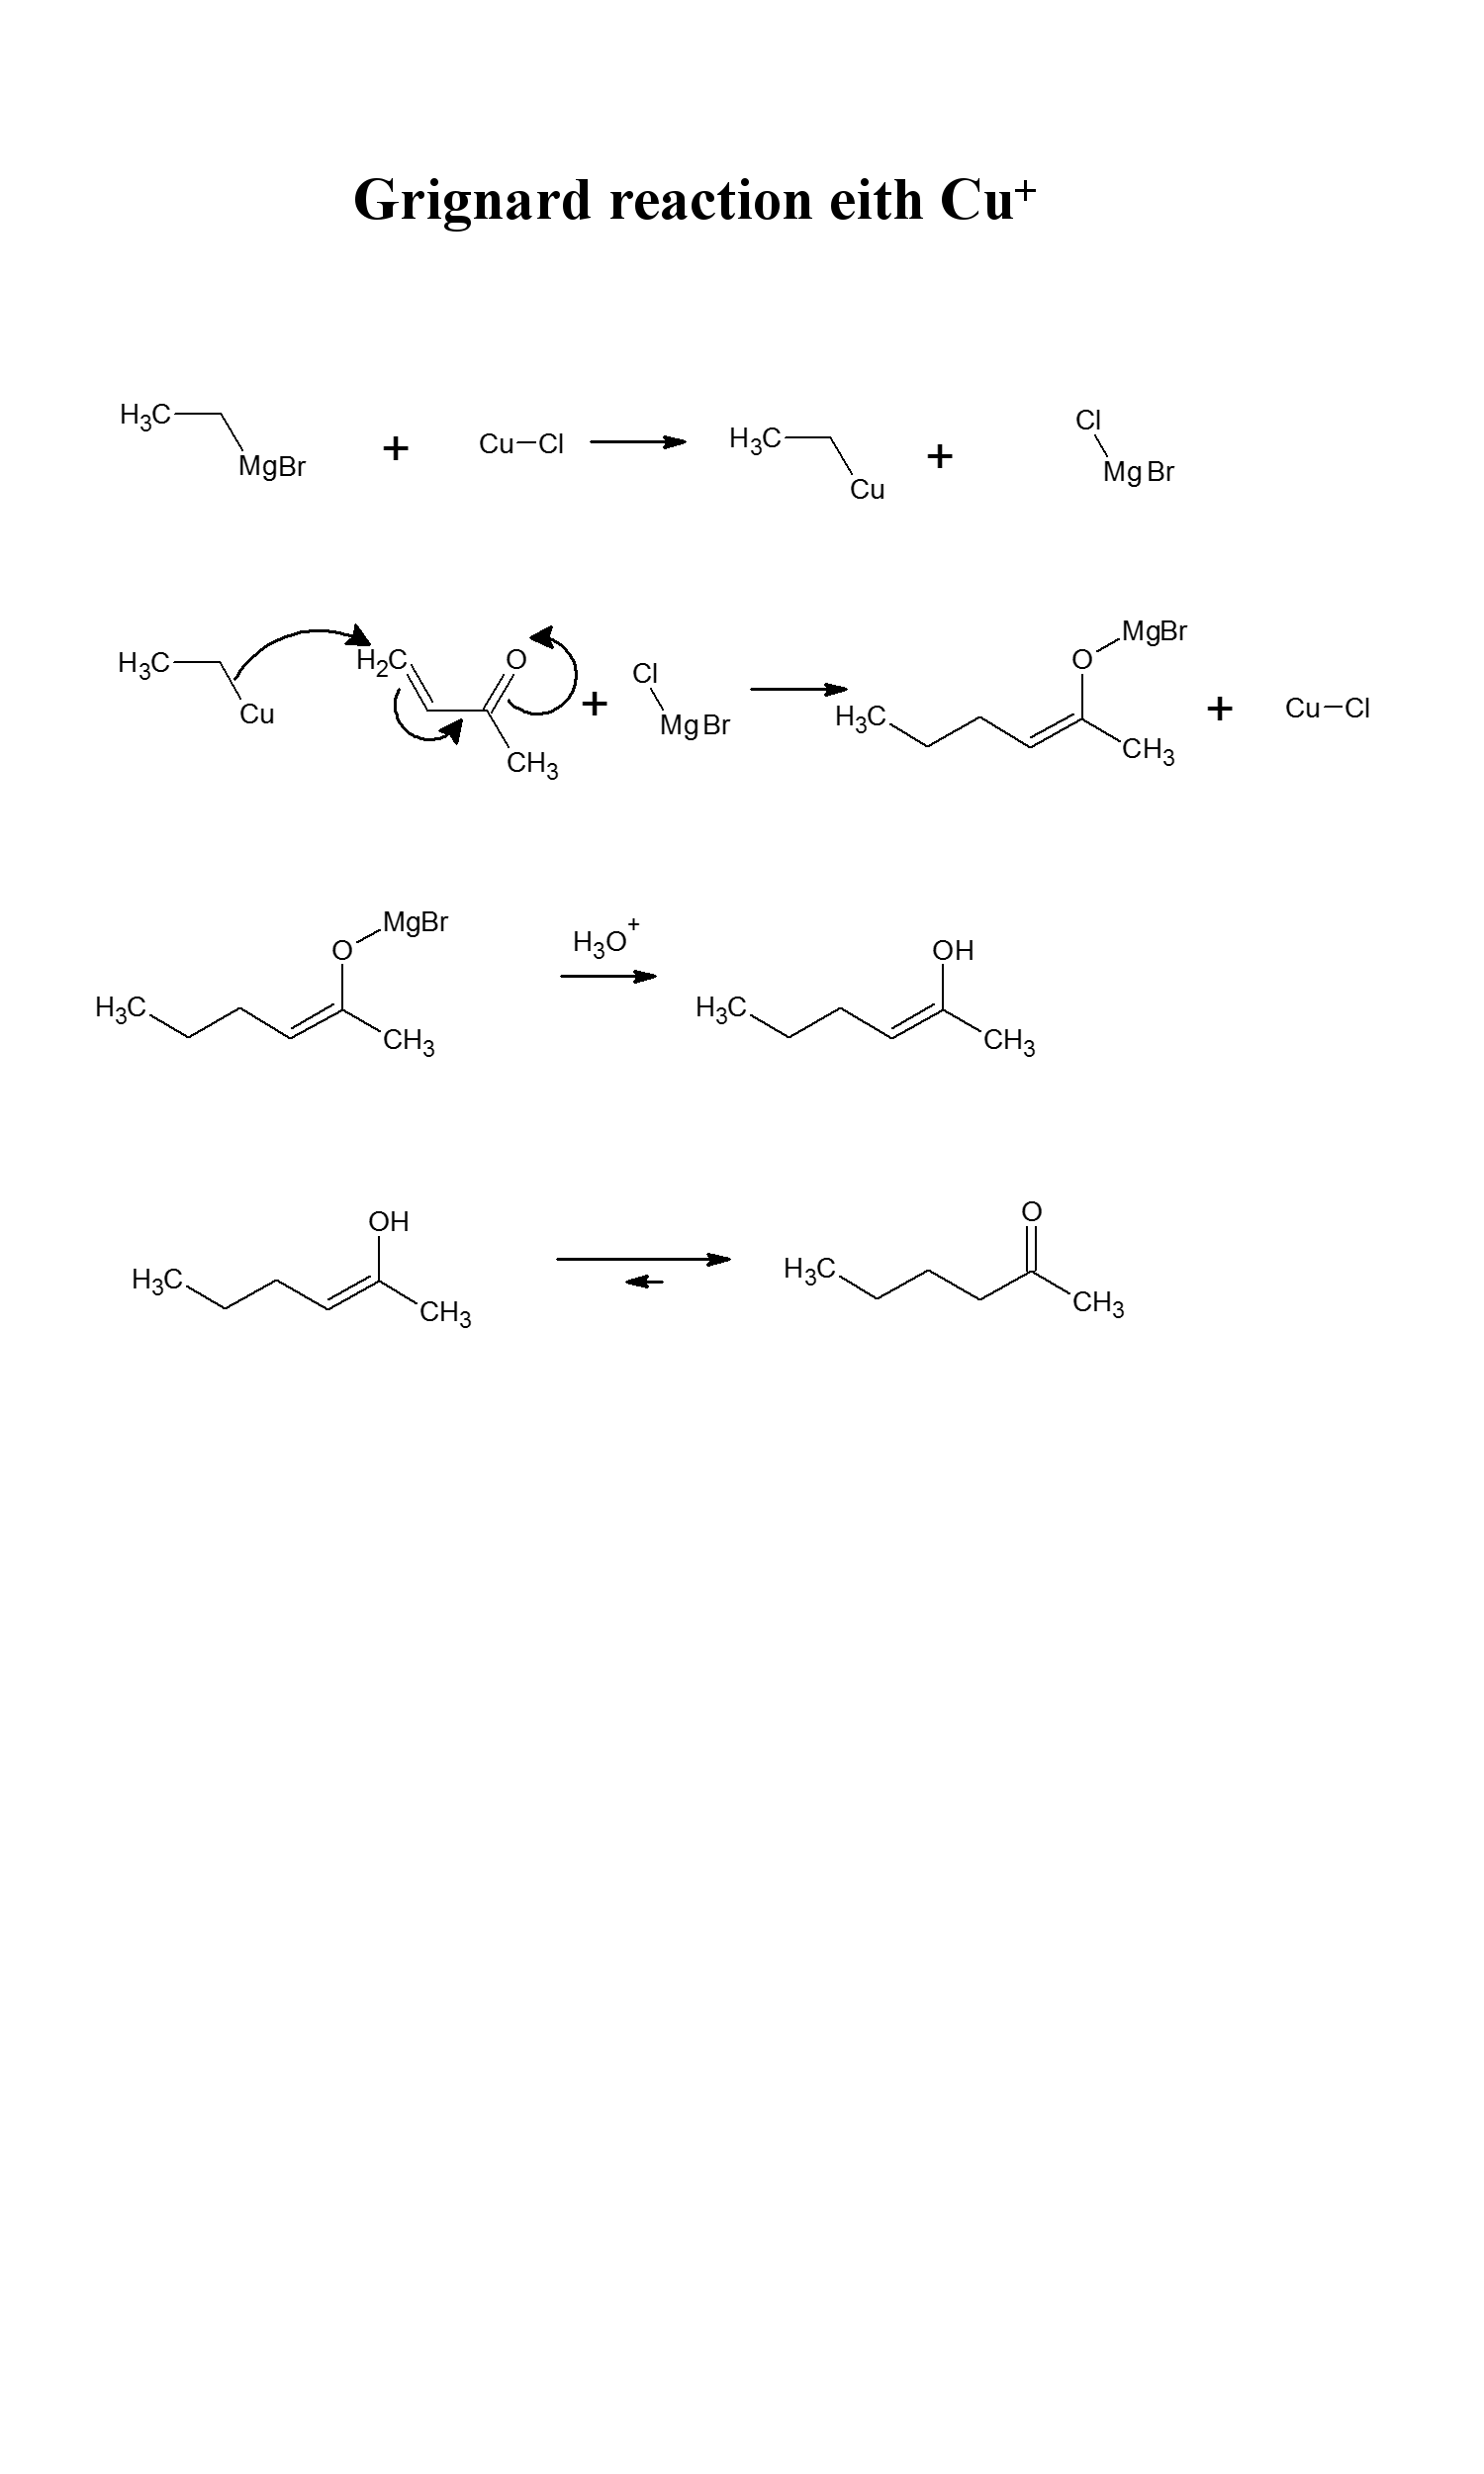 Grignard reaction eith Cu⁺
H₃C MgBr + Cu Cl H₃C Cu + Cl Mg Br
H₃C Cu H₂C O CH₃ + Cl Mg Br H₃C O MgBr CH₃ + Cu Cl
H₃C O MgBr CH₃ H₃O⁺ H₃C OH CH₃
H₃C OH CH₃ H₃C O CH₃